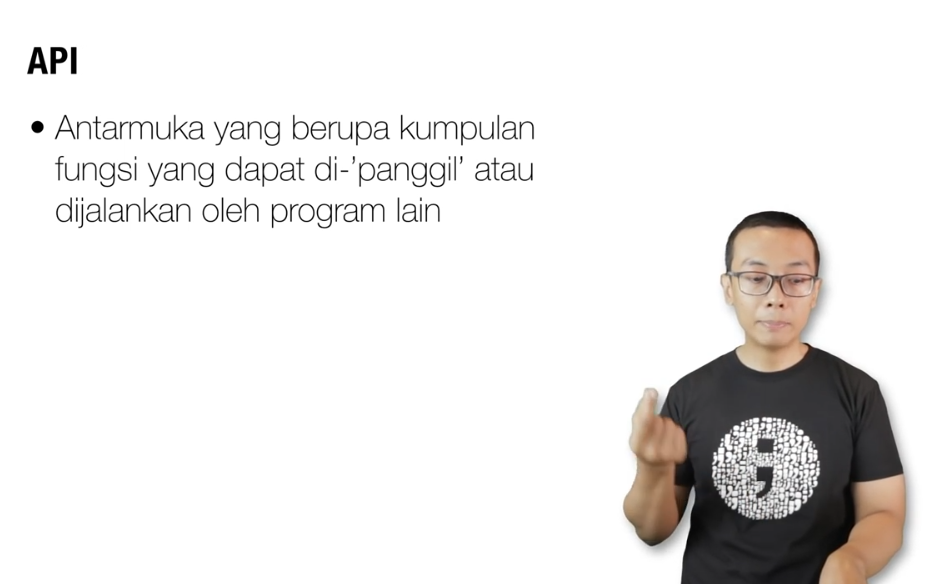 API
• Antarmuka yang berupa kumpulan
fungsi yang dapat di-’panggil’ atau
dijalankan oleh program lain